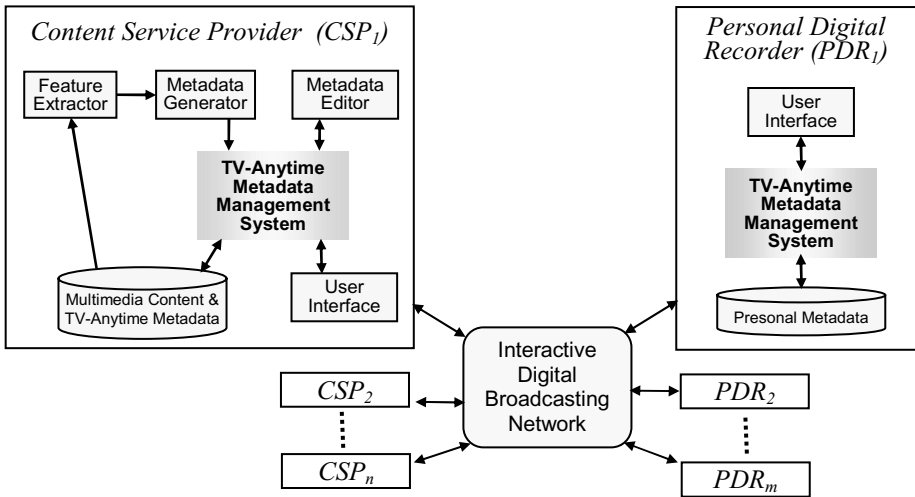 Content Service Provider (CSP1)
Feature
Extractor
Metadata
Generator
Metadata
Editor
TV-Anytime
Metadata
Management
System
Multimedia Content &
TV-Anytime Metadata
User
Interface
Personal Digital
Recorder (PDR1)
User
Interface
TV-Anytime
Metadata
Management
System
Presonal Metadata
Interactive
Digital
Broadcasting
Network
CSP2
CSPn
PDR2
PDRm